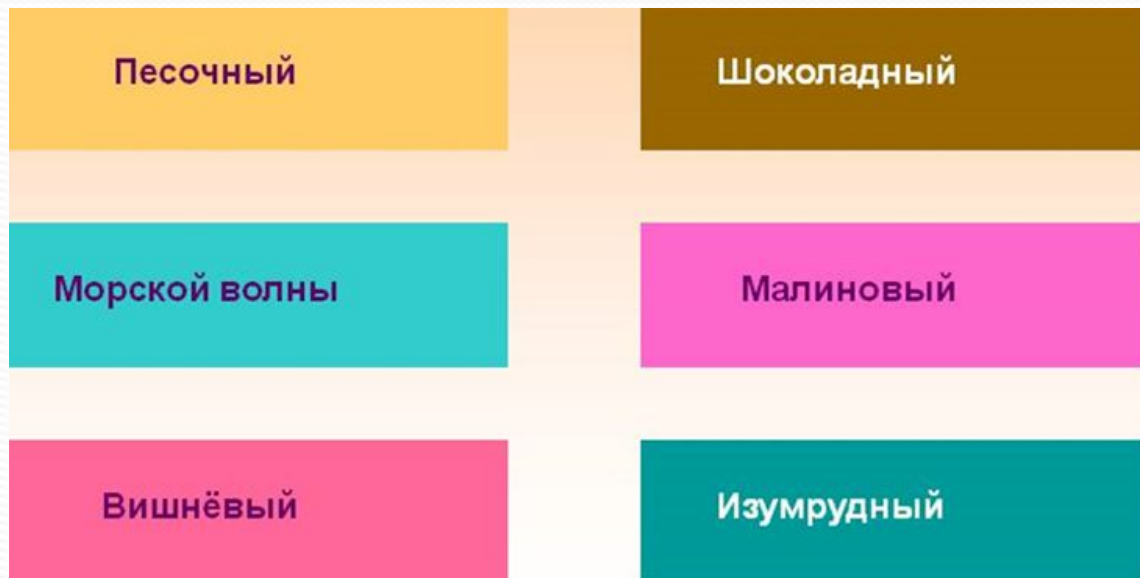 Песочный
Шоколадный
Морской волны
Малиновый
Вишнёвый
Изумрудный